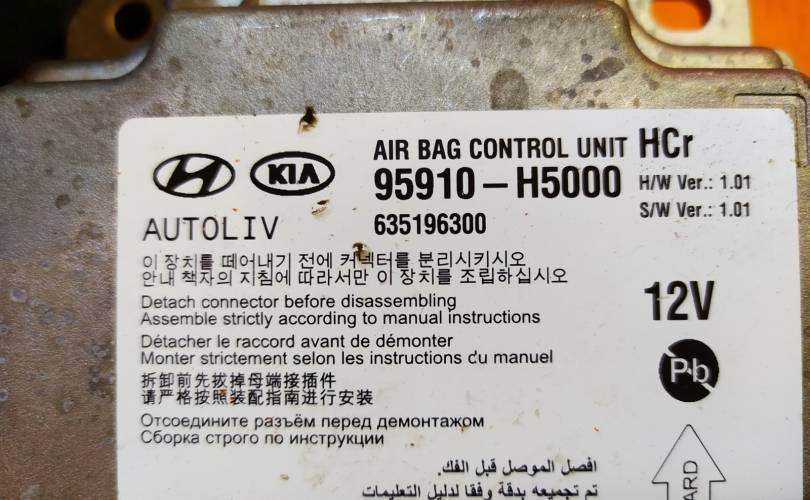 KIA
AIR BAG CONTROL UNIT HCr
95910-H5000
H/W Ver.: 1.01
S/W Ver.: 1.01
AUTOLIV
635196300
이 장치를 떼어내기 전에 커넥터를 분리시키시오
안내 책자의 지침에 따라서만 이 장치를 조립하십시오
Detach connector before disassembling
Assemble strictly according to manual instructions
12V
Détacher le raccord avant de démonter
Monter strictement selon les instructions du manuel
Pb
拆卸前先拔掉母端接插件
请严格按照装配指南进行安装
Отсоедините разъём перед демонтажом
Сборка строго по инструкции
افصل الموصل قبل الفك.
تم تجميعه بدقة وفقا لدليل التعليمات